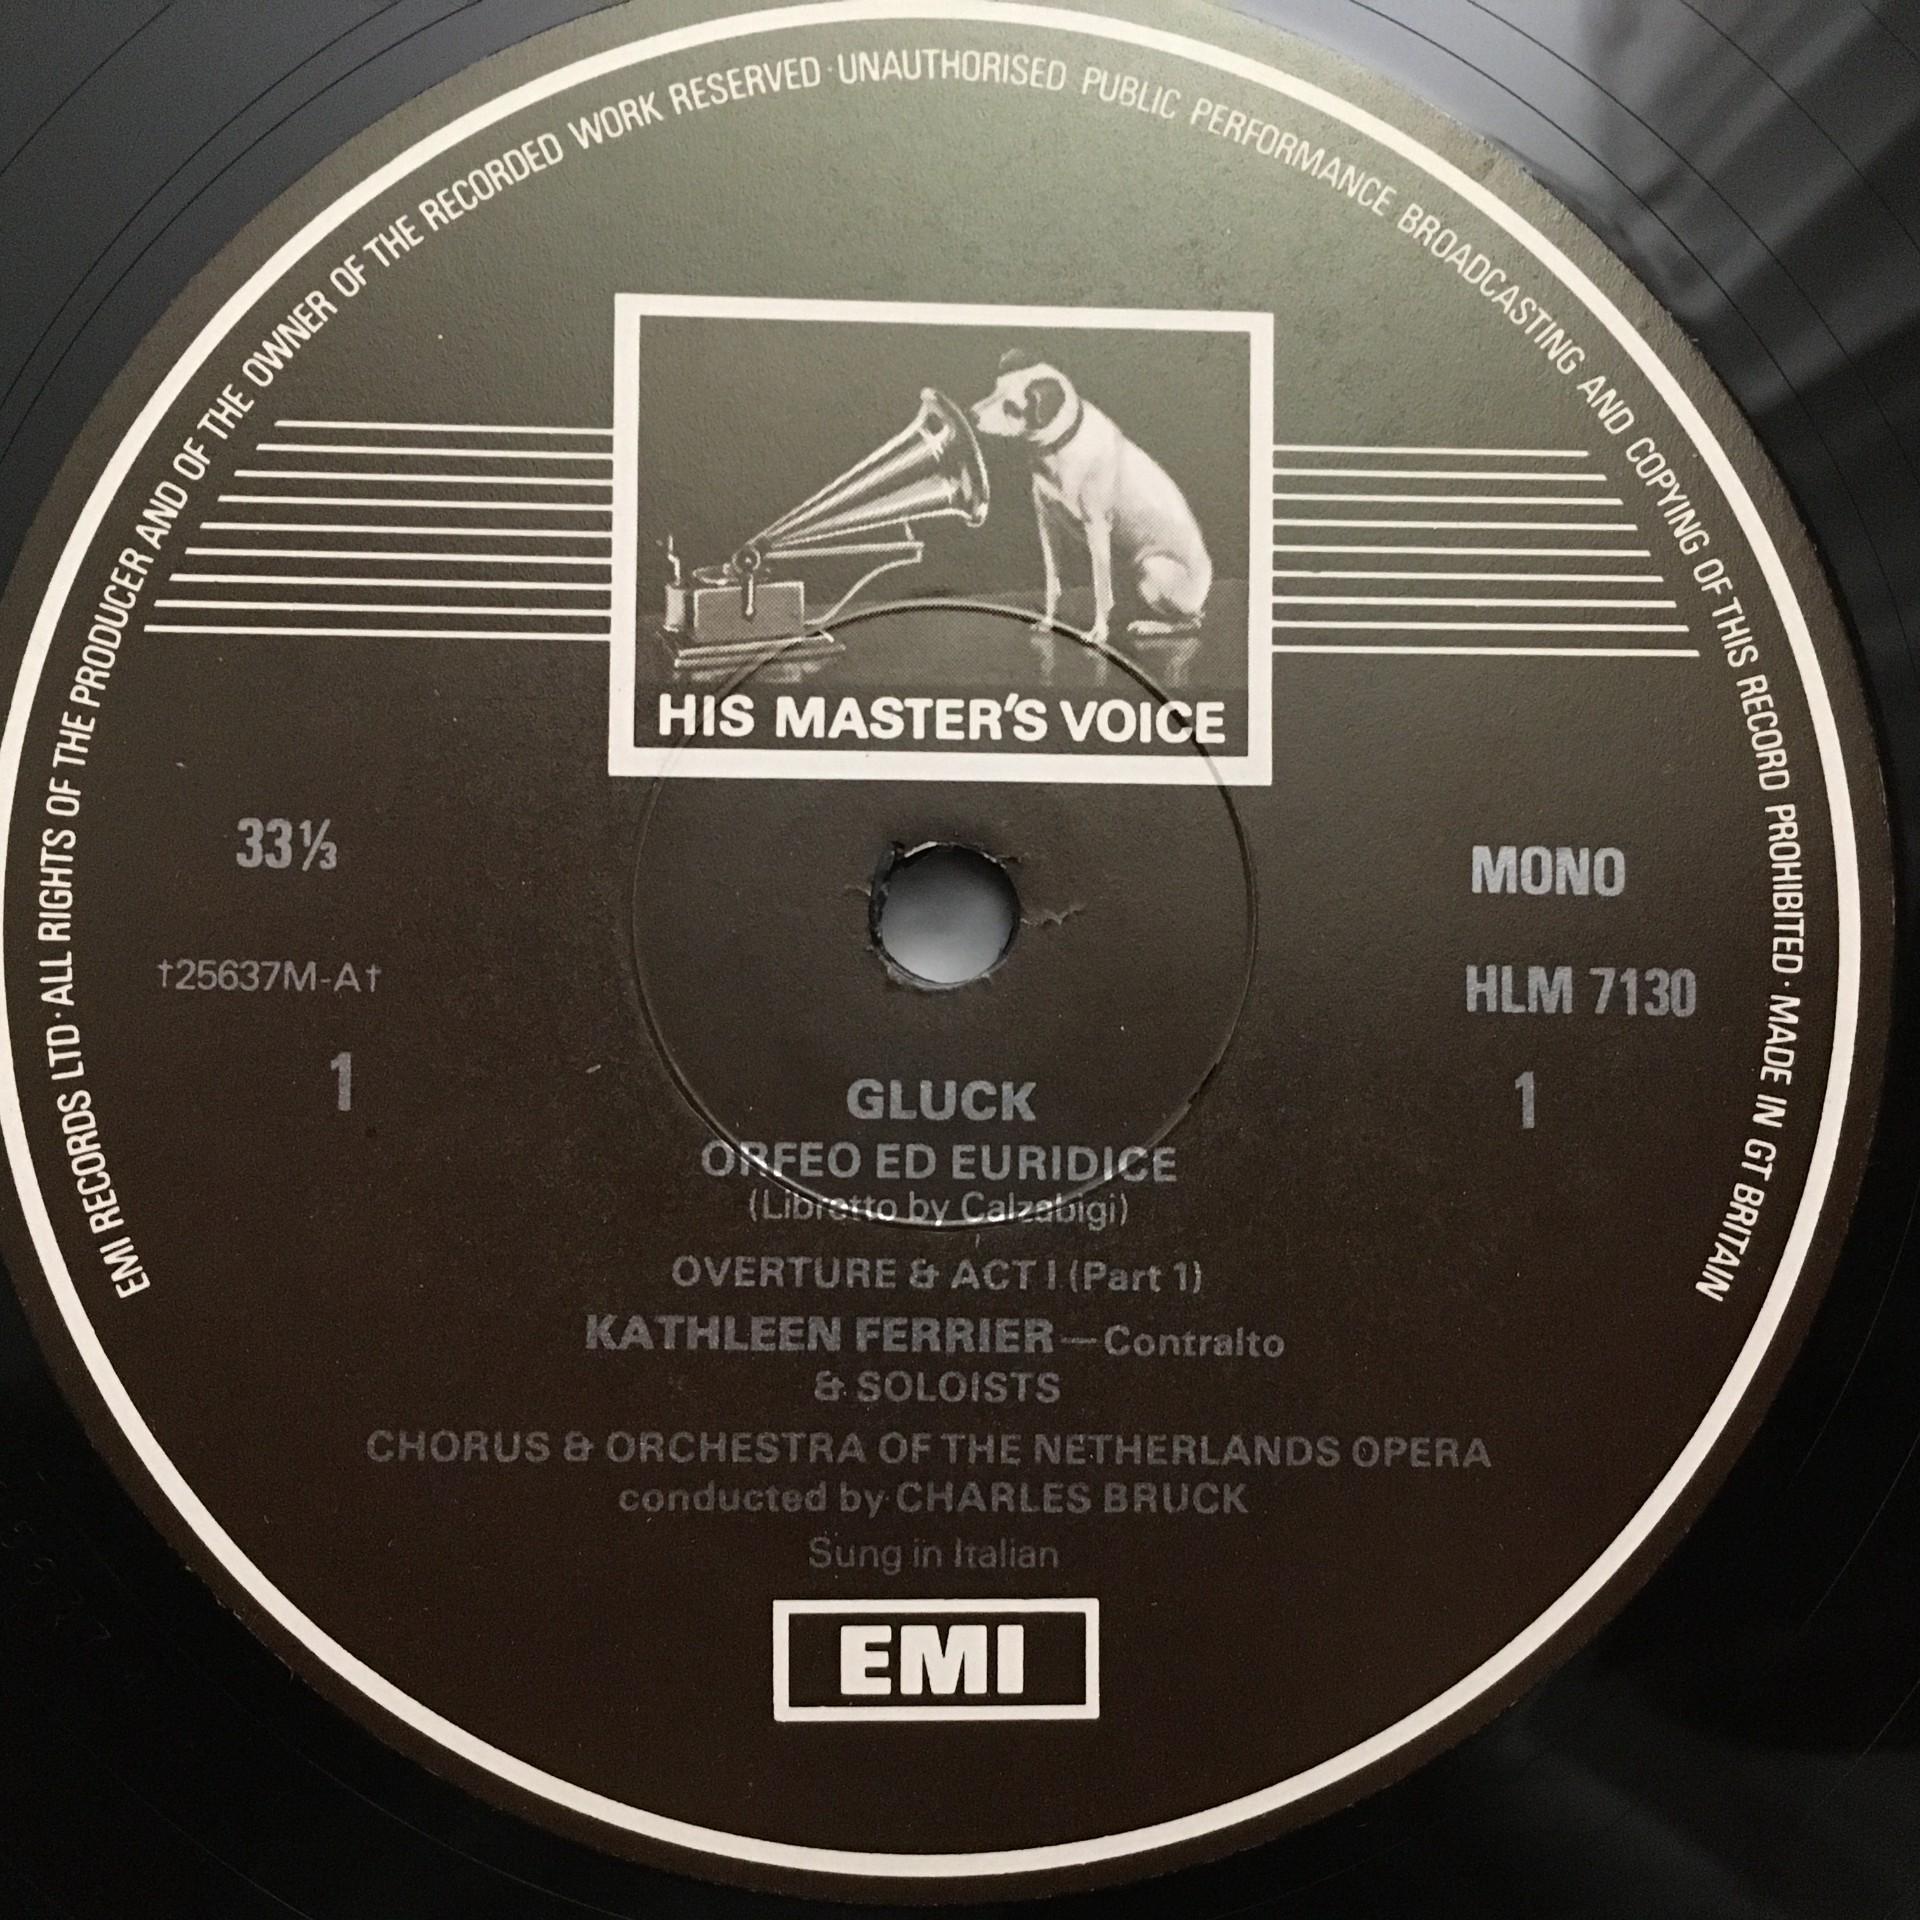 EMI RECORDS LTD · ALL RIGHTS OF THE PRODUCER AND OF THE OWNER OF THE RECORDED WORK RESERVED · UNAUTHORISED PUBLIC PERFORMANCE BROADCASTING AND COPYING OF THIS RECORD PROHIBITED · MADE IN GT BRITAIN
HIS MASTER'S VOICE
33⅓
MONO
†25637M-A†
HLM 7130
1
1
GLUCK
ORFEO ED EURIDICE
(Libretto by Calzabigi)
OVERTURE & ACT I (Part 1)
KATHLEEN FERRIER — Contralto
& SOLOISTS
CHORUS & ORCHESTRA OF THE NETHERLANDS OPERA
conducted by CHARLES BRUCK
Sung in Italian
EMI